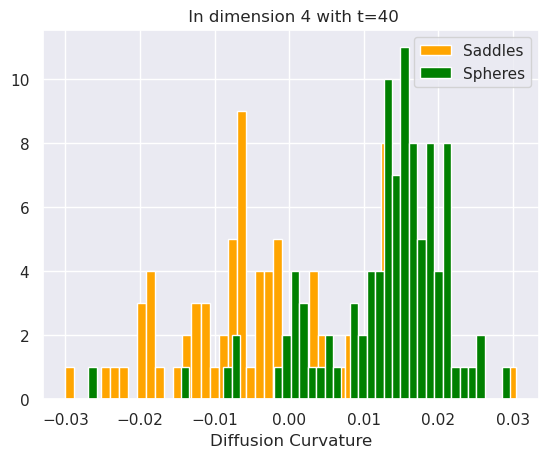 In dimension 4 with t=40
Saddles
Spheres
10
8
6
4
2
0
−0.03 −0.02 −0.01 0.00 0.01 0.02 0.03
Diffusion Curvature